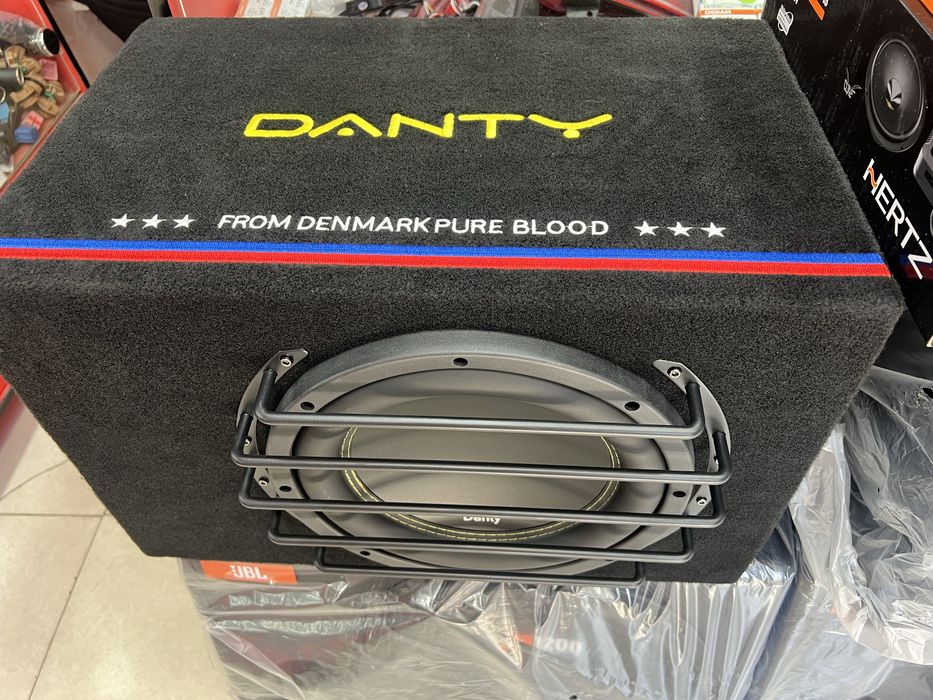 DANTY
★★★ FROM DENMARK PURE BLOOD ★★★
Danty
HERTZ
JBL